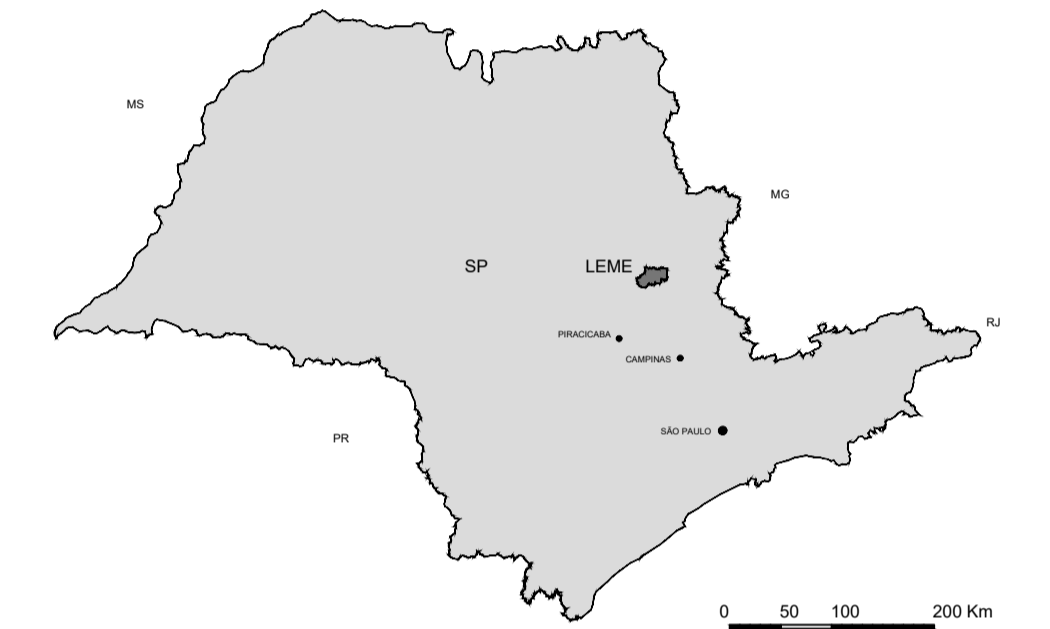 MS
MG
SP
LEME
RJ
PIRACICABA
CAMPINAS
SÃO PAULO
PR
0 50 100 200 Km